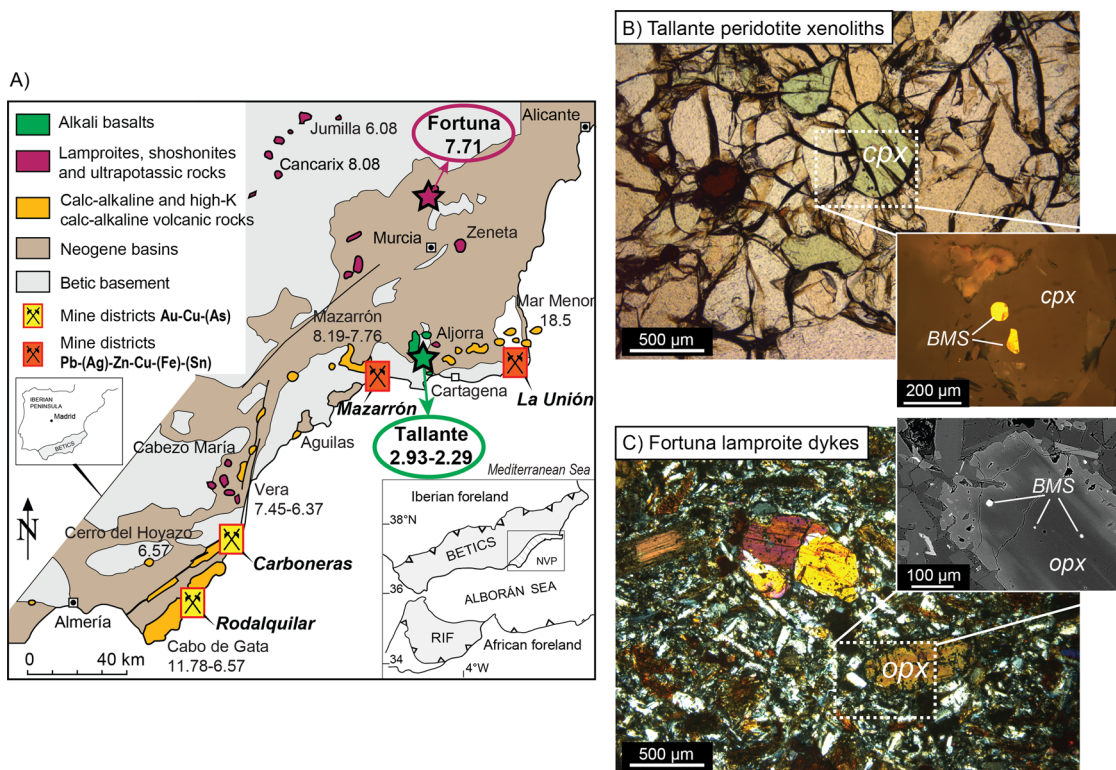 A)
Alkali basalts
Lamproites, shoshonites
and ultrapotassic rocks
Calc-alkaline and high-K
calc-alkaline volcanic rocks
Neogene basins
Betic basement
Mine districts Au-Cu-(As)
Mine districts
Pb-(Ag)-Zn-Cu-(Fe)-(Sn)
IBERIAN
PENINSULA
Madrid
BETICS
N
0 40 km
Jumilla 6.08
Cancarix 8.08
Fortuna
7.71
Alicante
Murcia
Zeneta
Mar Menor
18.5
Mazarrón
8.19-7.76
Aljorra
Cartagena
La Unión
Mazarrón
Aguilas
Tallante
2.93-2.29
Mediterranean Sea
Cabezo María
Vera
7.45-6.37
Cerro del Hoyazo
6.57
Carboneras
Almería
Rodalquilar
Cabo de Gata
11.78-6.57
Iberian foreland
38°N
BETICS
NVP
36
ALBORÁN SEA
RIF
African foreland
34
4°W
B) Tallante peridotite xenoliths
cpx
500 µm
cpx
BMS
200 µm
C) Fortuna lamproite dykes
BMS
opx
100 µm
opx
500 µm